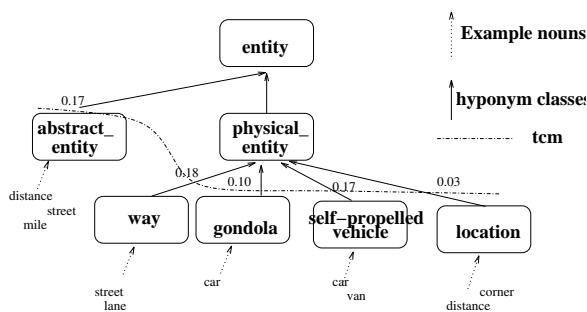 entity
Example nouns
hyponym classes
tcm
0.17
abstract_
entity
physical_
entity
0.18
0.10
0.17
0.03
distance
street
mile
way
gondola
self-propelled
vehicle
location
street
lane
car
car
van
corner
distance